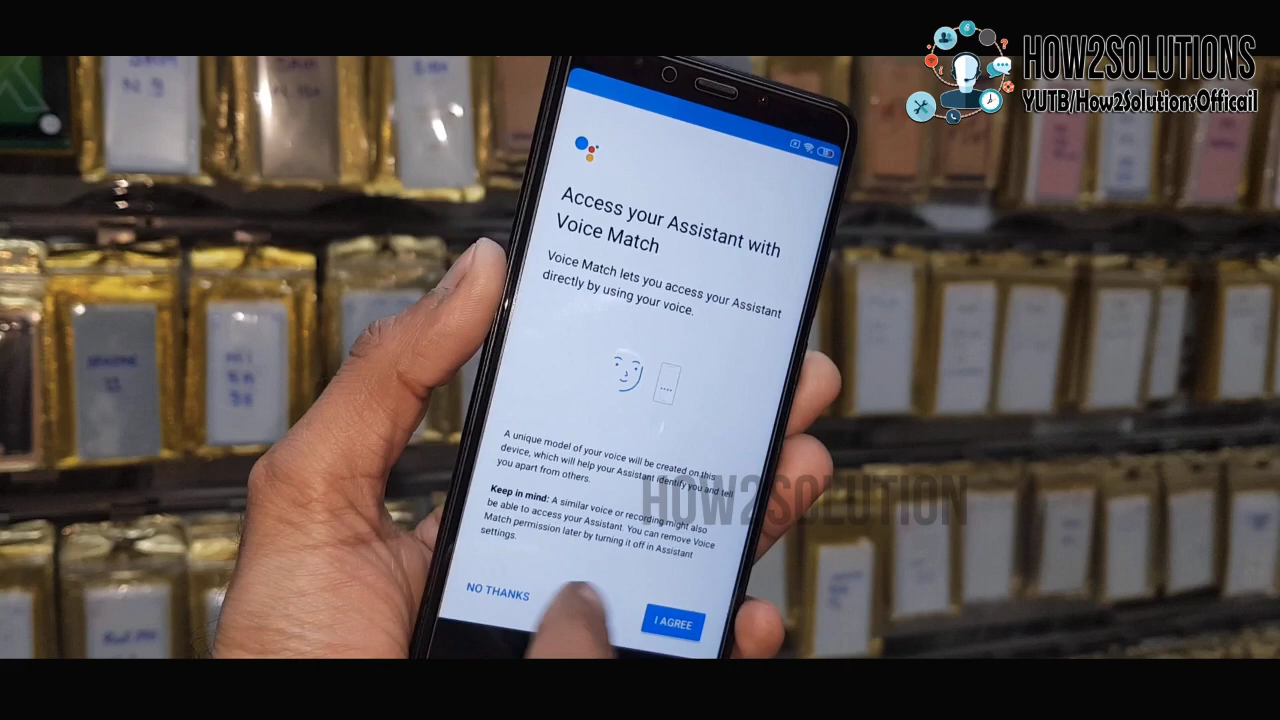 HOW2SOLUTIONS
YUTB/How2SolutionsOfficail
Access your Assistant with
Voice Match
Voice Match lets you access your Assistant
directly by using your voice.
A unique model of your voice will be created on this
device, which will help your Assistant identify you and tell
you apart from others.
Keep in mind: A similar voice or recording might also
be able to access your Assistant. You can remove Voice
Match permission later by turning it off in Assistant
settings.
HOW2SOLUTION
NO THANKS
I AGREE